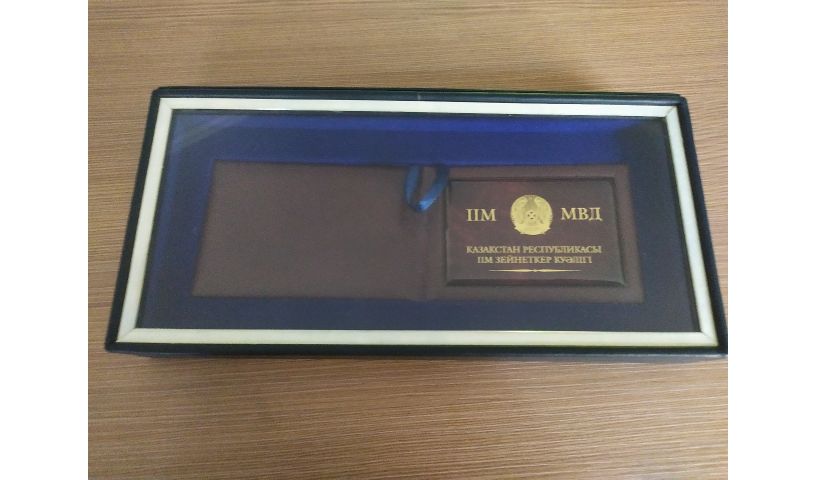 ІІМ МВД
ҚАЗАҚСТАН РЕСПУБЛИКАСЫ
ІІМ ЗЕЙНЕТКЕР КУӘЛІГІ